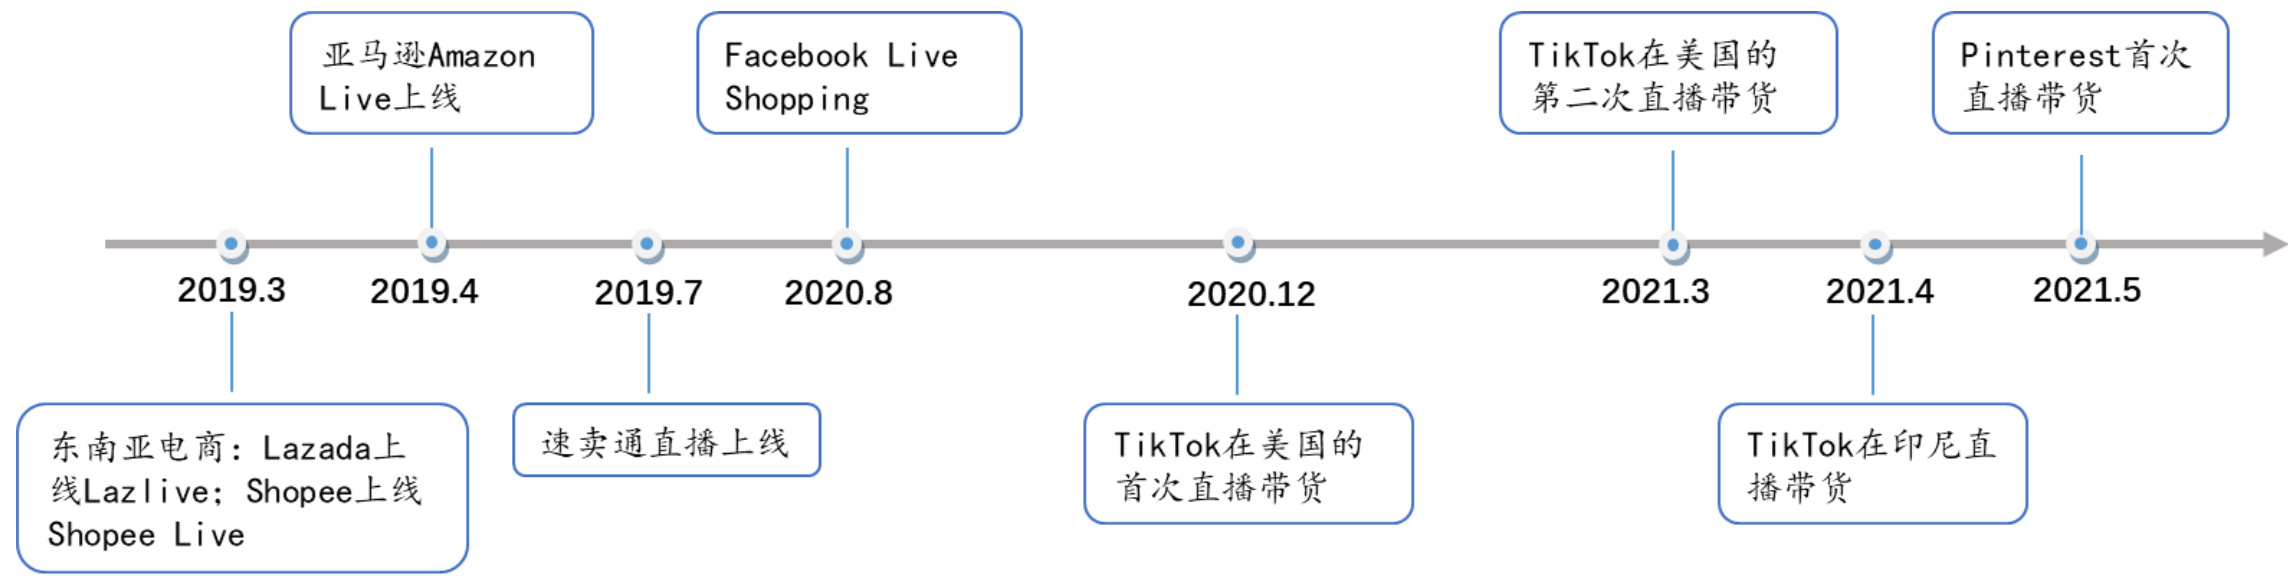 亚马逊Amazon
Live上线
Facebook Live
Shopping
TikTok在美国的
第二次直播带货
Pinterest首次
直播带货
2019.3
2019.4
2019.7
2020.8
2020.12
2021.3
2021.4
2021.5
东南亚电商：Lazada上
线Lazlive；Shopee上线
Shopee Live
速卖通直播上线
TikTok在美国的
首次直播带货
TikTok在印尼直
播带货